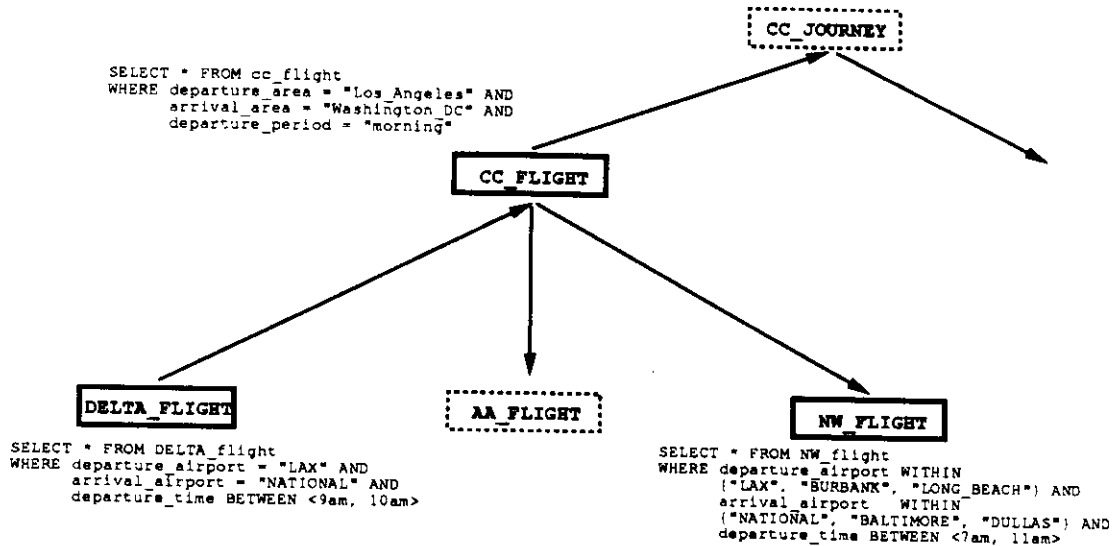 CC_JOURNEY
SELECT * FROM cc_flight
WHERE departure_area = "Los_Angeles" AND
arrival_area = "Washington_DC" AND
departure_period = "morning"
CC_FLIGHT
DELTA_FLIGHT
AA_FLIGHT
NW_FLIGHT
SELECT * FROM DELTA_flight
WHERE departure_airport = "LAX" AND
arrival_airport = "NATIONAL" AND
departure_time BETWEEN <9am, 10am>
SELECT * FROM NW_flight
WHERE departure_airport WITHIN
{"LAX", "BURBANK", "LONG_BEACH"} AND
arrival_airport WITHIN
{"NATIONAL", "BALTIMORE", "DULLAS"} AND
departure_time BETWEEN <7am, 11am>